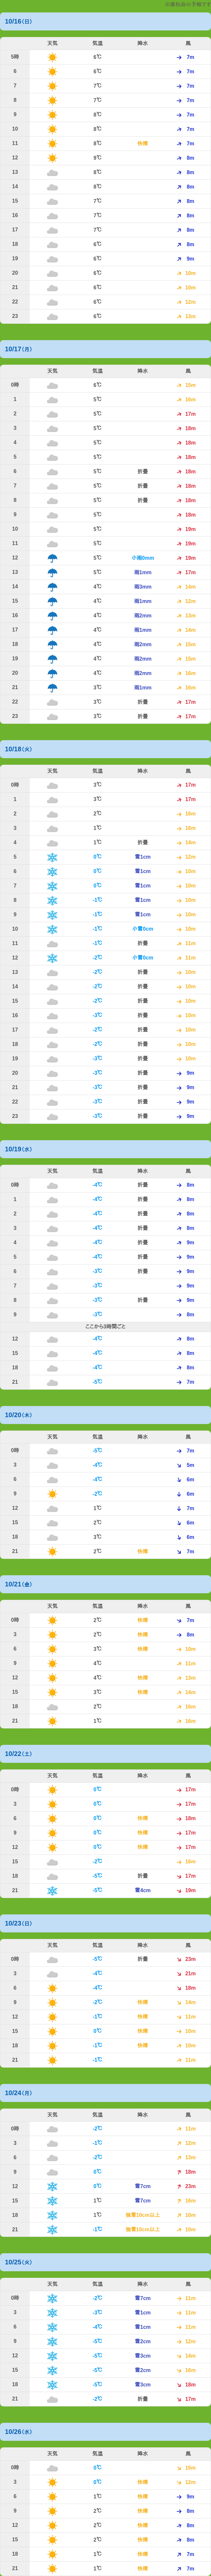 ※乗鞍岳の予報です
10/16(日)
天気 気温 降水 風
5時 6℃ 7m
6 6℃ 7m
7 7℃ 7m
8 7℃ 7m
9 8℃ 7m
10 8℃ 7m
11 8℃ 快晴 7m
12 9℃ 8m
13 8℃ 8m
14 8℃ 8m
15 7℃ 8m
16 7℃ 8m
17 7℃ 8m
18 6℃ 8m
19 6℃ 9m
20 6℃ 10m
21 6℃ 10m
22 6℃ 12m
23 6℃ 13m
10/17(月)
天気 気温 降水 風
0時 6℃ 15m
1 5℃ 16m
2 5℃ 17m
3 5℃ 18m
4 5℃ 18m
5 5℃ 18m
6 5℃ 折畳 18m
7 5℃ 折畳 18m
8 5℃ 折畳 18m
9 5℃ 18m
10 5℃ 19m
11 5℃ 19m
12 5℃ 小雨0mm 19m
13 5℃ 雨1mm 17m
14 4℃ 雨3mm 14m
15 4℃ 雨1mm 12m
16 4℃ 雨2mm 13m
17 4℃ 雨1mm 14m
18 4℃ 雨2mm 15m
19 4℃ 雨2mm 15m
20 4℃ 雨2mm 16m
21 3℃ 雨1mm 16m
22 3℃ 折畳 17m
23 3℃ 折畳 17m
10/18(火)
天気 気温 降水 風
0時 3℃ 17m
1 3℃ 17m
2 2℃ 16m
3 1℃ 16m
4 1℃ 折畳 14m
5 0℃ 雪1cm 12m
6 0℃ 雪1cm 10m
7 0℃ 雪1cm 10m
8 -1℃ 雪1cm 10m
9 -1℃ 雪1cm 10m
10 -1℃ 小雪0cm 10m
11 -1℃ 折畳 11m
12 -2℃ 小雪0cm 11m
13 -2℃ 折畳 10m
14 -2℃ 折畳 10m
15 -2℃ 折畳 10m
16 -3℃ 折畳 10m
17 -2℃ 折畳 10m
18 -2℃ 折畳 10m
19 -3℃ 折畳 10m
20 -3℃ 折畳 9m
21 -3℃ 折畳 9m
22 -3℃ 折畳 9m
23 -3℃ 折畳 9m
10/19(水)
天気 気温 降水 風
0時 -4℃ 折畳 8m
1 -4℃ 折畳 8m
2 -4℃ 折畳 8m
3 -4℃ 折畳 8m
4 -4℃ 折畳 9m
5 -4℃ 折畳 9m
6 -3℃ 折畳 9m
7 -3℃ 9m
8 -3℃ 折畳 9m
9 -3℃ 8m
ここから3時間ごと
12 -4℃ 8m
15 -4℃ 8m
18 -4℃ 8m
21 -5℃ 7m
10/20(木)
天気 気温 降水 風
0時 -5℃ 7m
3 -4℃ 5m
6 -4℃ 6m
9 -2℃ 6m
12 1℃ 7m
15 2℃ 6m
18 3℃ 6m
21 2℃ 快晴 7m
10/21(金)
天気 気温 降水 風
0時 2℃ 快晴 7m
3 2℃ 快晴 8m
6 3℃ 快晴 10m
9 4℃ 11m
12 4℃ 快晴 13m
15 3℃ 快晴 14m
18 2℃ 16m
21 1℃ 16m
10/22(土)
天気 気温 降水 風
0時 0℃ 17m
3 0℃ 17m
6 0℃ 快晴 18m
9 0℃ 快晴 17m
12 0℃ 快晴 17m
15 -2℃ 16m
18 -5℃ 折畳 17m
21 -5℃ 雪4cm 19m
10/23(日)
天気 気温 降水 風
0時 -5℃ 折畳 23m
3 -4℃ 21m
6 -4℃ 18m
9 -2℃ 快晴 14m
12 -1℃ 快晴 11m
15 0℃ 快晴 10m
18 -1℃ 快晴 10m
21 -1℃ 11m
10/24(月)
天気 気温 降水 風
0時 -2℃ 11m
3 -1℃ 12m
6 -2℃ 13m
9 0℃ 18m
12 0℃ 雪7cm 23m
15 1℃ 雪7cm 16m
18 1℃ 強雪10cm以上 10m
21 -1℃ 強雪10cm以上 10m
10/25(火)
天気 気温 降水 風
0時 -2℃ 雪7cm 11m
3 -3℃ 雪1cm 11m
6 -4℃ 雪1cm 11m
9 -5℃ 雪2cm 12m
12 -5℃ 雪3cm 14m
15 -5℃ 雪2cm 16m
18 -5℃ 雪3cm 18m
21 -2℃ 折畳 17m
10/26(水)
天気 気温 降水 風
0時 0℃ 15m
3 0℃ 快晴 12m
6 1℃ 快晴 9m
9 2℃ 快晴 8m
12 2℃ 快晴 8m
15 2℃ 快晴 8m
18 1℃ 快晴 7m
21 1℃ 快晴 7m